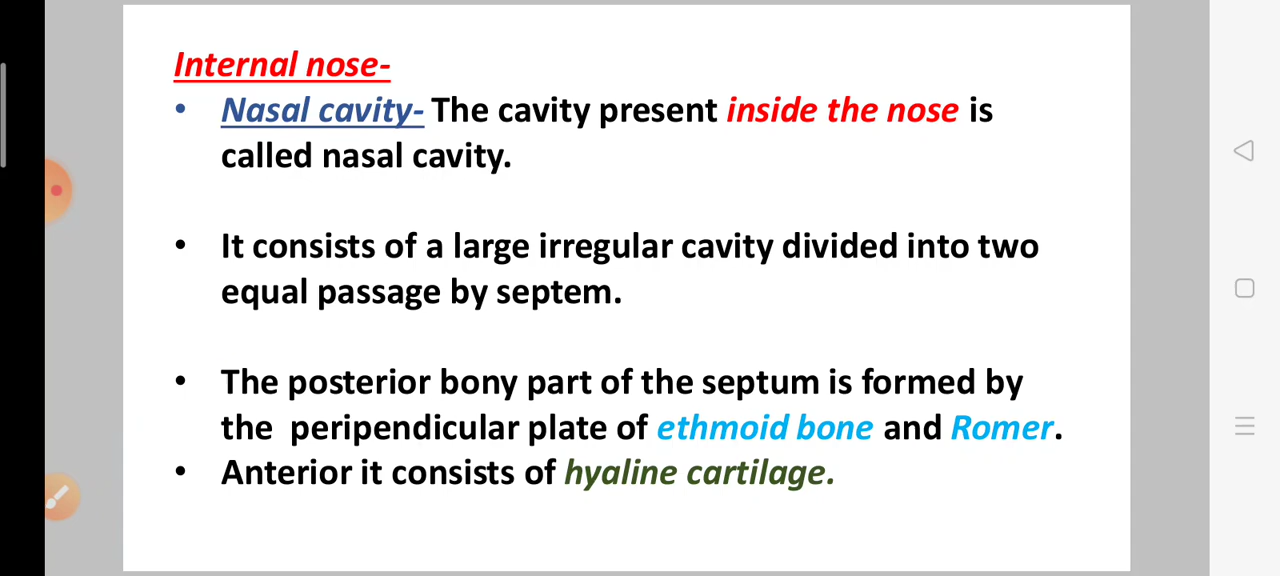 Internal nose-
• Nasal cavity- The cavity present inside the nose is
called nasal cavity.
• It consists of a large irregular cavity divided into two
equal passage by septem.
• The posterior bony part of the septum is formed by
the peripendicular plate of ethmoid bone and Romer.
• Anterior it consists of hyaline cartilage.